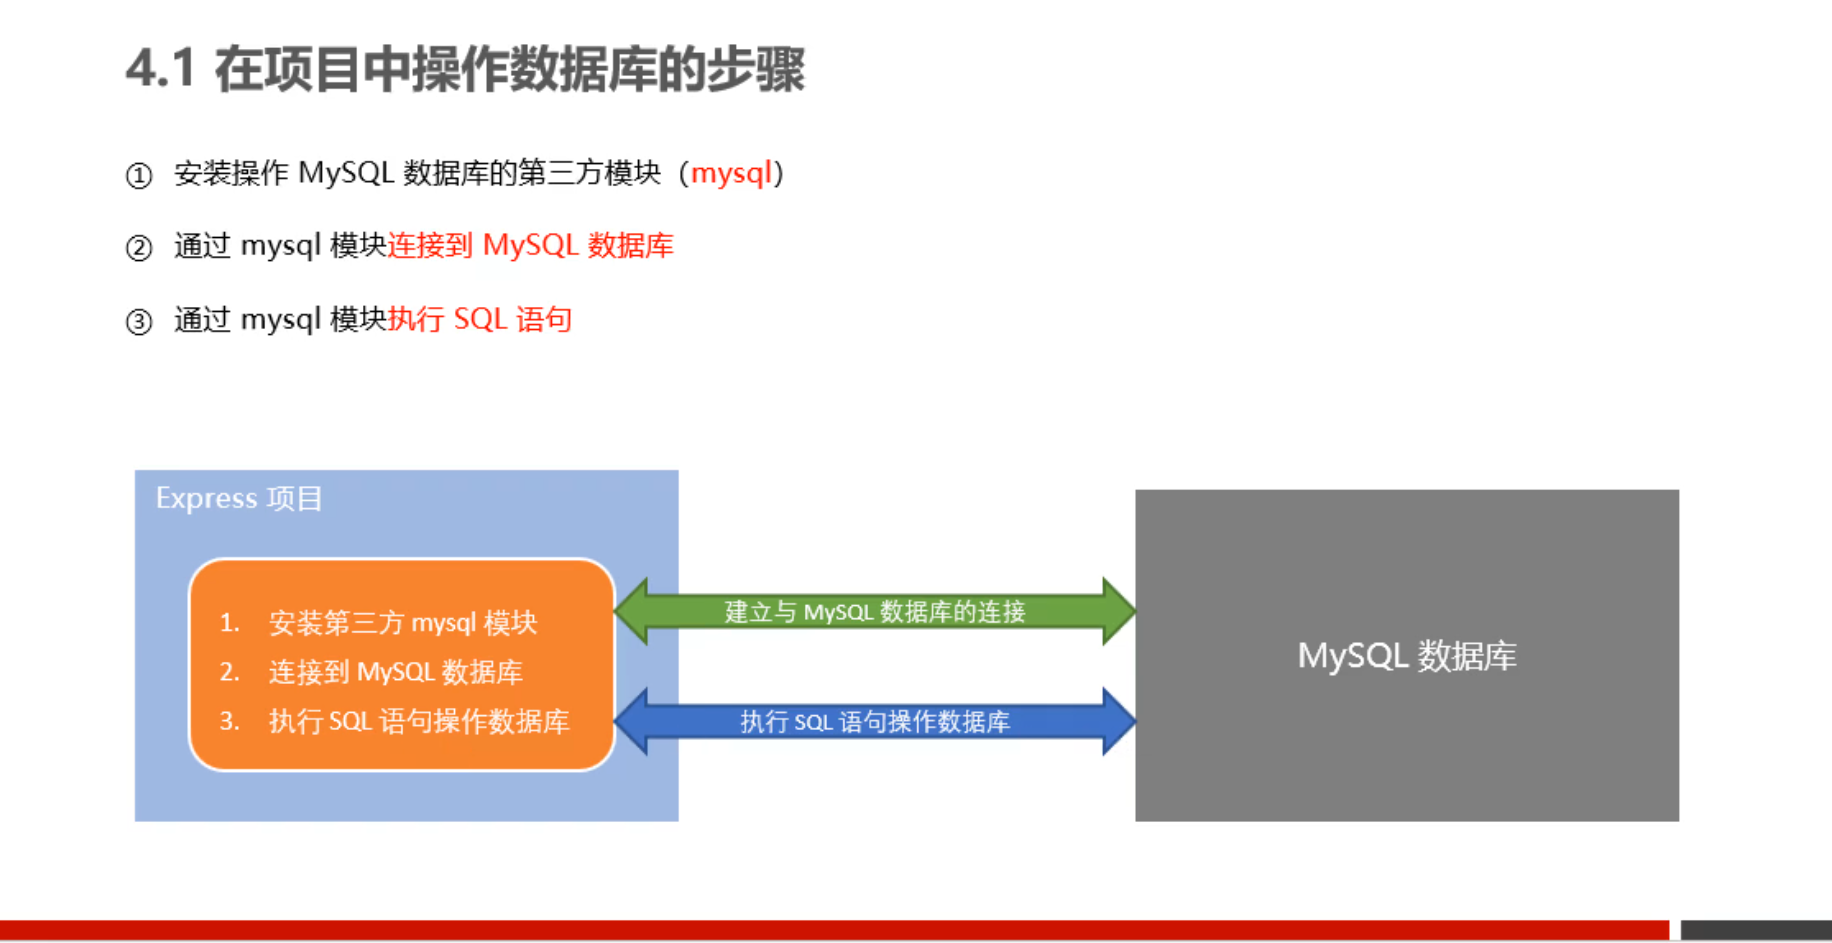 4.1 在项目中操作数据库的步骤
① 安装操作 MySQL 数据库的第三方模块（mysql）
② 通过 mysql 模块连接到 MySQL 数据库
③ 通过 mysql 模块执行 SQL 语句
Express 项目
1. 安装第三方 mysql 模块
2. 连接到 MySQL 数据库
3. 执行 SQL 语句操作数据库
建立与 MySQL 数据库的连接
执行 SQL 语句操作数据库
MySQL 数据库